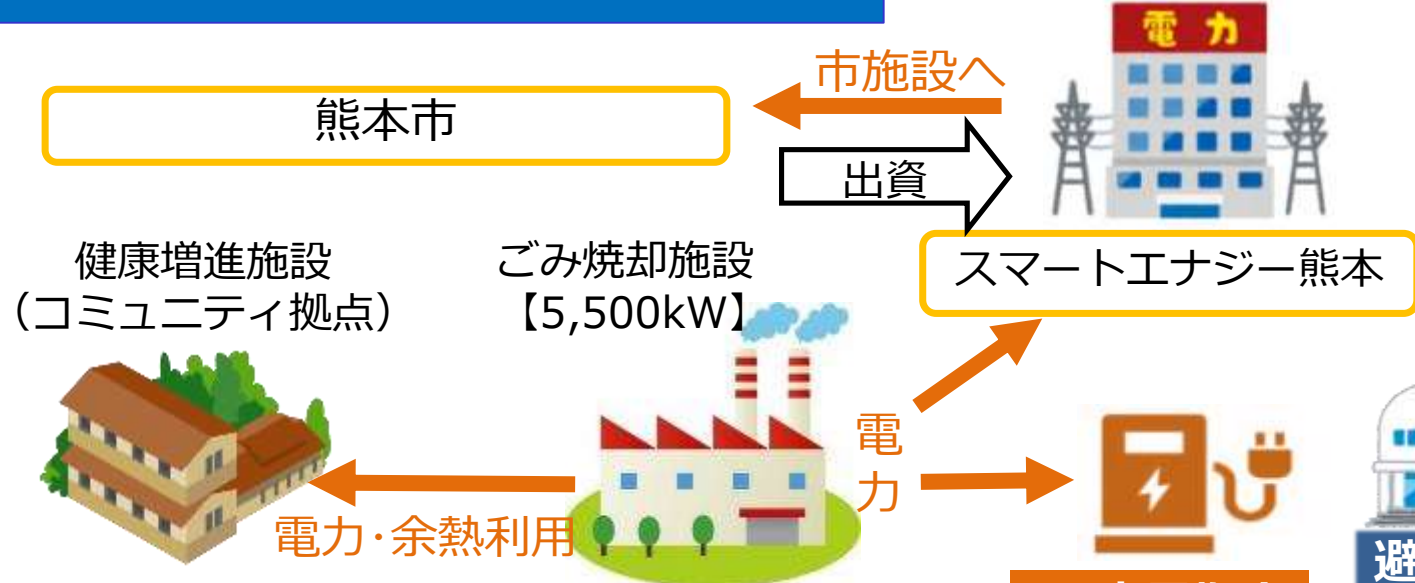 電力
市施設へ
熊本市
出資
スマートエナジー熊本
健康増進施設
（コミュニティ拠点）
ごみ焼却施設
【5,500kW】
電力
電力・余熱利用
避